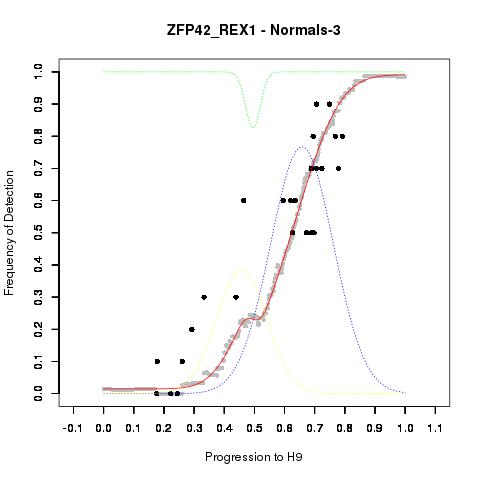 ZFP42_REX1 - Normals-3
Frequency of Detection
1.0
0.9
0.8
0.7
0.6
0.5
0.4
0.3
0.2
0.1
0.0
-0.1 0.0 0.1 0.2 0.3 0.4 0.5 0.6 0.7 0.8 0.9 1.0 1.1
Progression to H9